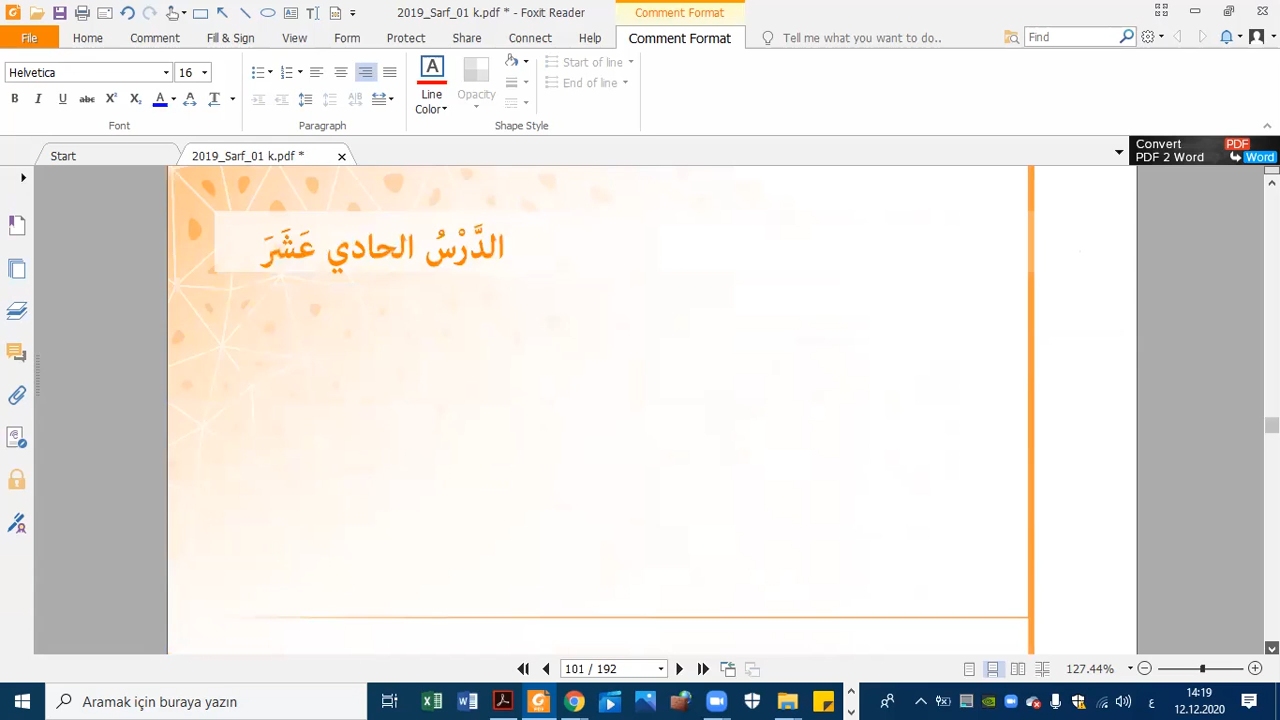 2019_Sarf_01 k.pdf * - Foxit Reader
Comment Format
File Home Comment Fill & Sign View Form Protect Share Connect Help Comment Format Tell me what you want to do.. Find
Helvetica 16
Line Color
Opacity
Start of line
End of line
Font Paragraph Shape Style
Start 2019_Sarf_01 k.pdf *
Convert PDF
PDF 2 Word Word
الدَّرْسُ الحادي عَشَرَ
101 / 192
127.44%
Aramak için buraya yazın
ع
14:19
12.12.2020